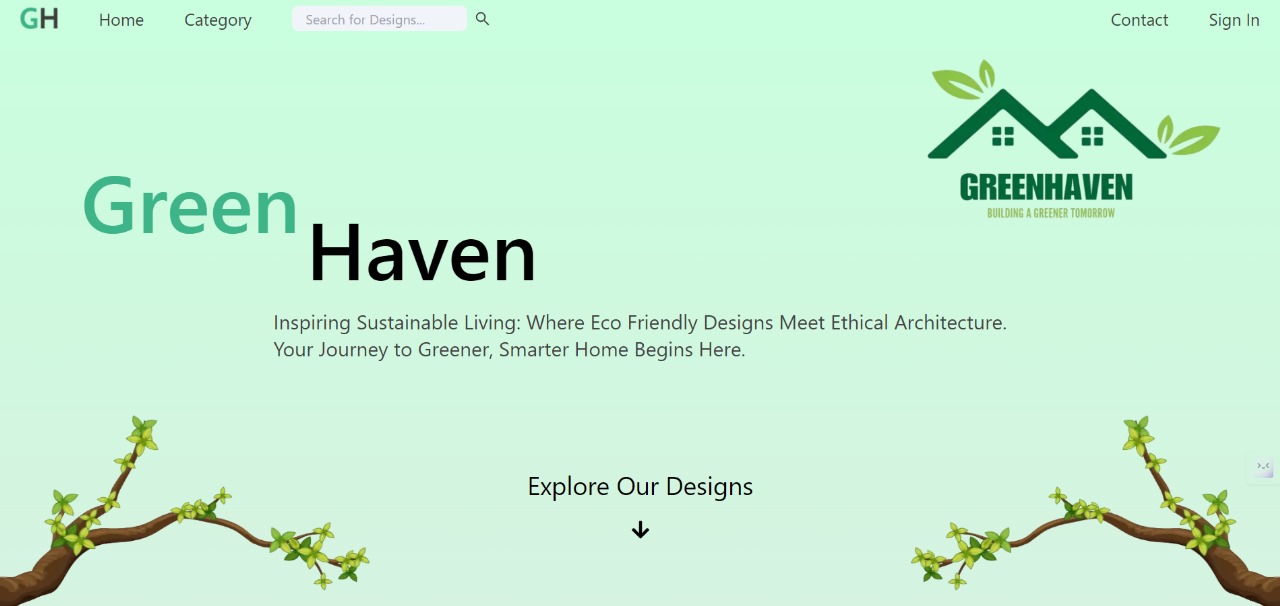 GH Home Category Search for Designs... Contact Sign In
GREENHAVEN
BUILDING A GREENER TOMORROW
Green
Haven
Inspiring Sustainable Living: Where Eco Friendly Designs Meet Ethical Architecture.
Your Journey to Greener, Smarter Home Begins Here.
Explore Our Designs